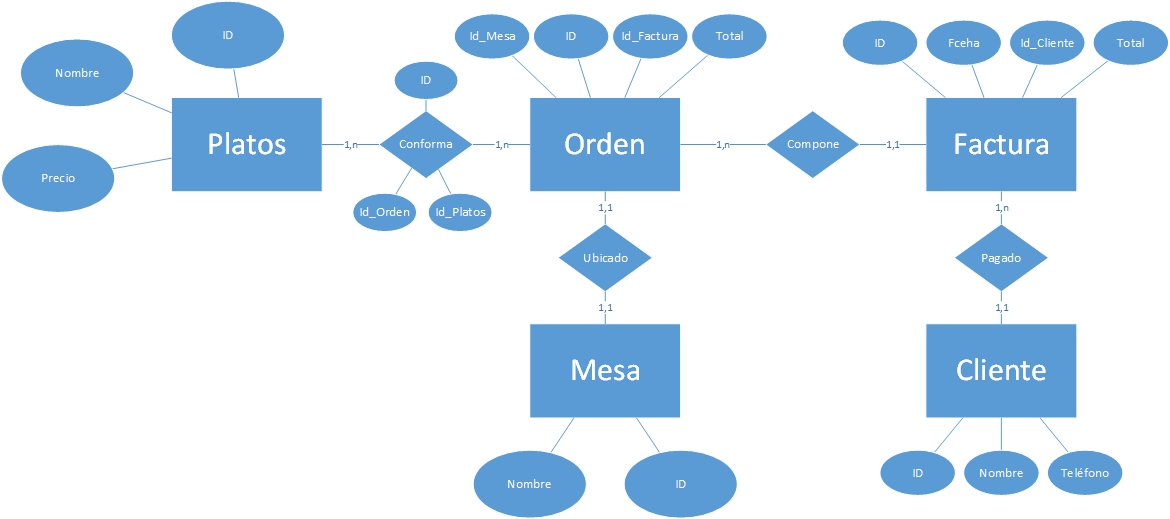 ID
Nombre
Precio
Platos
1,n
Conforma
1,n
ID
Id_Orden
Id_Platos
Id_Mesa
ID
Id_Factura
Total
Orden
1,n
Compone
1,1
ID
Fceha
Id_Cliente
Total
Factura
1,1
Ubicado
1,1
Mesa
Nombre
ID
1,n
Pagado
1,1
Cliente
ID
Nombre
Teléfono